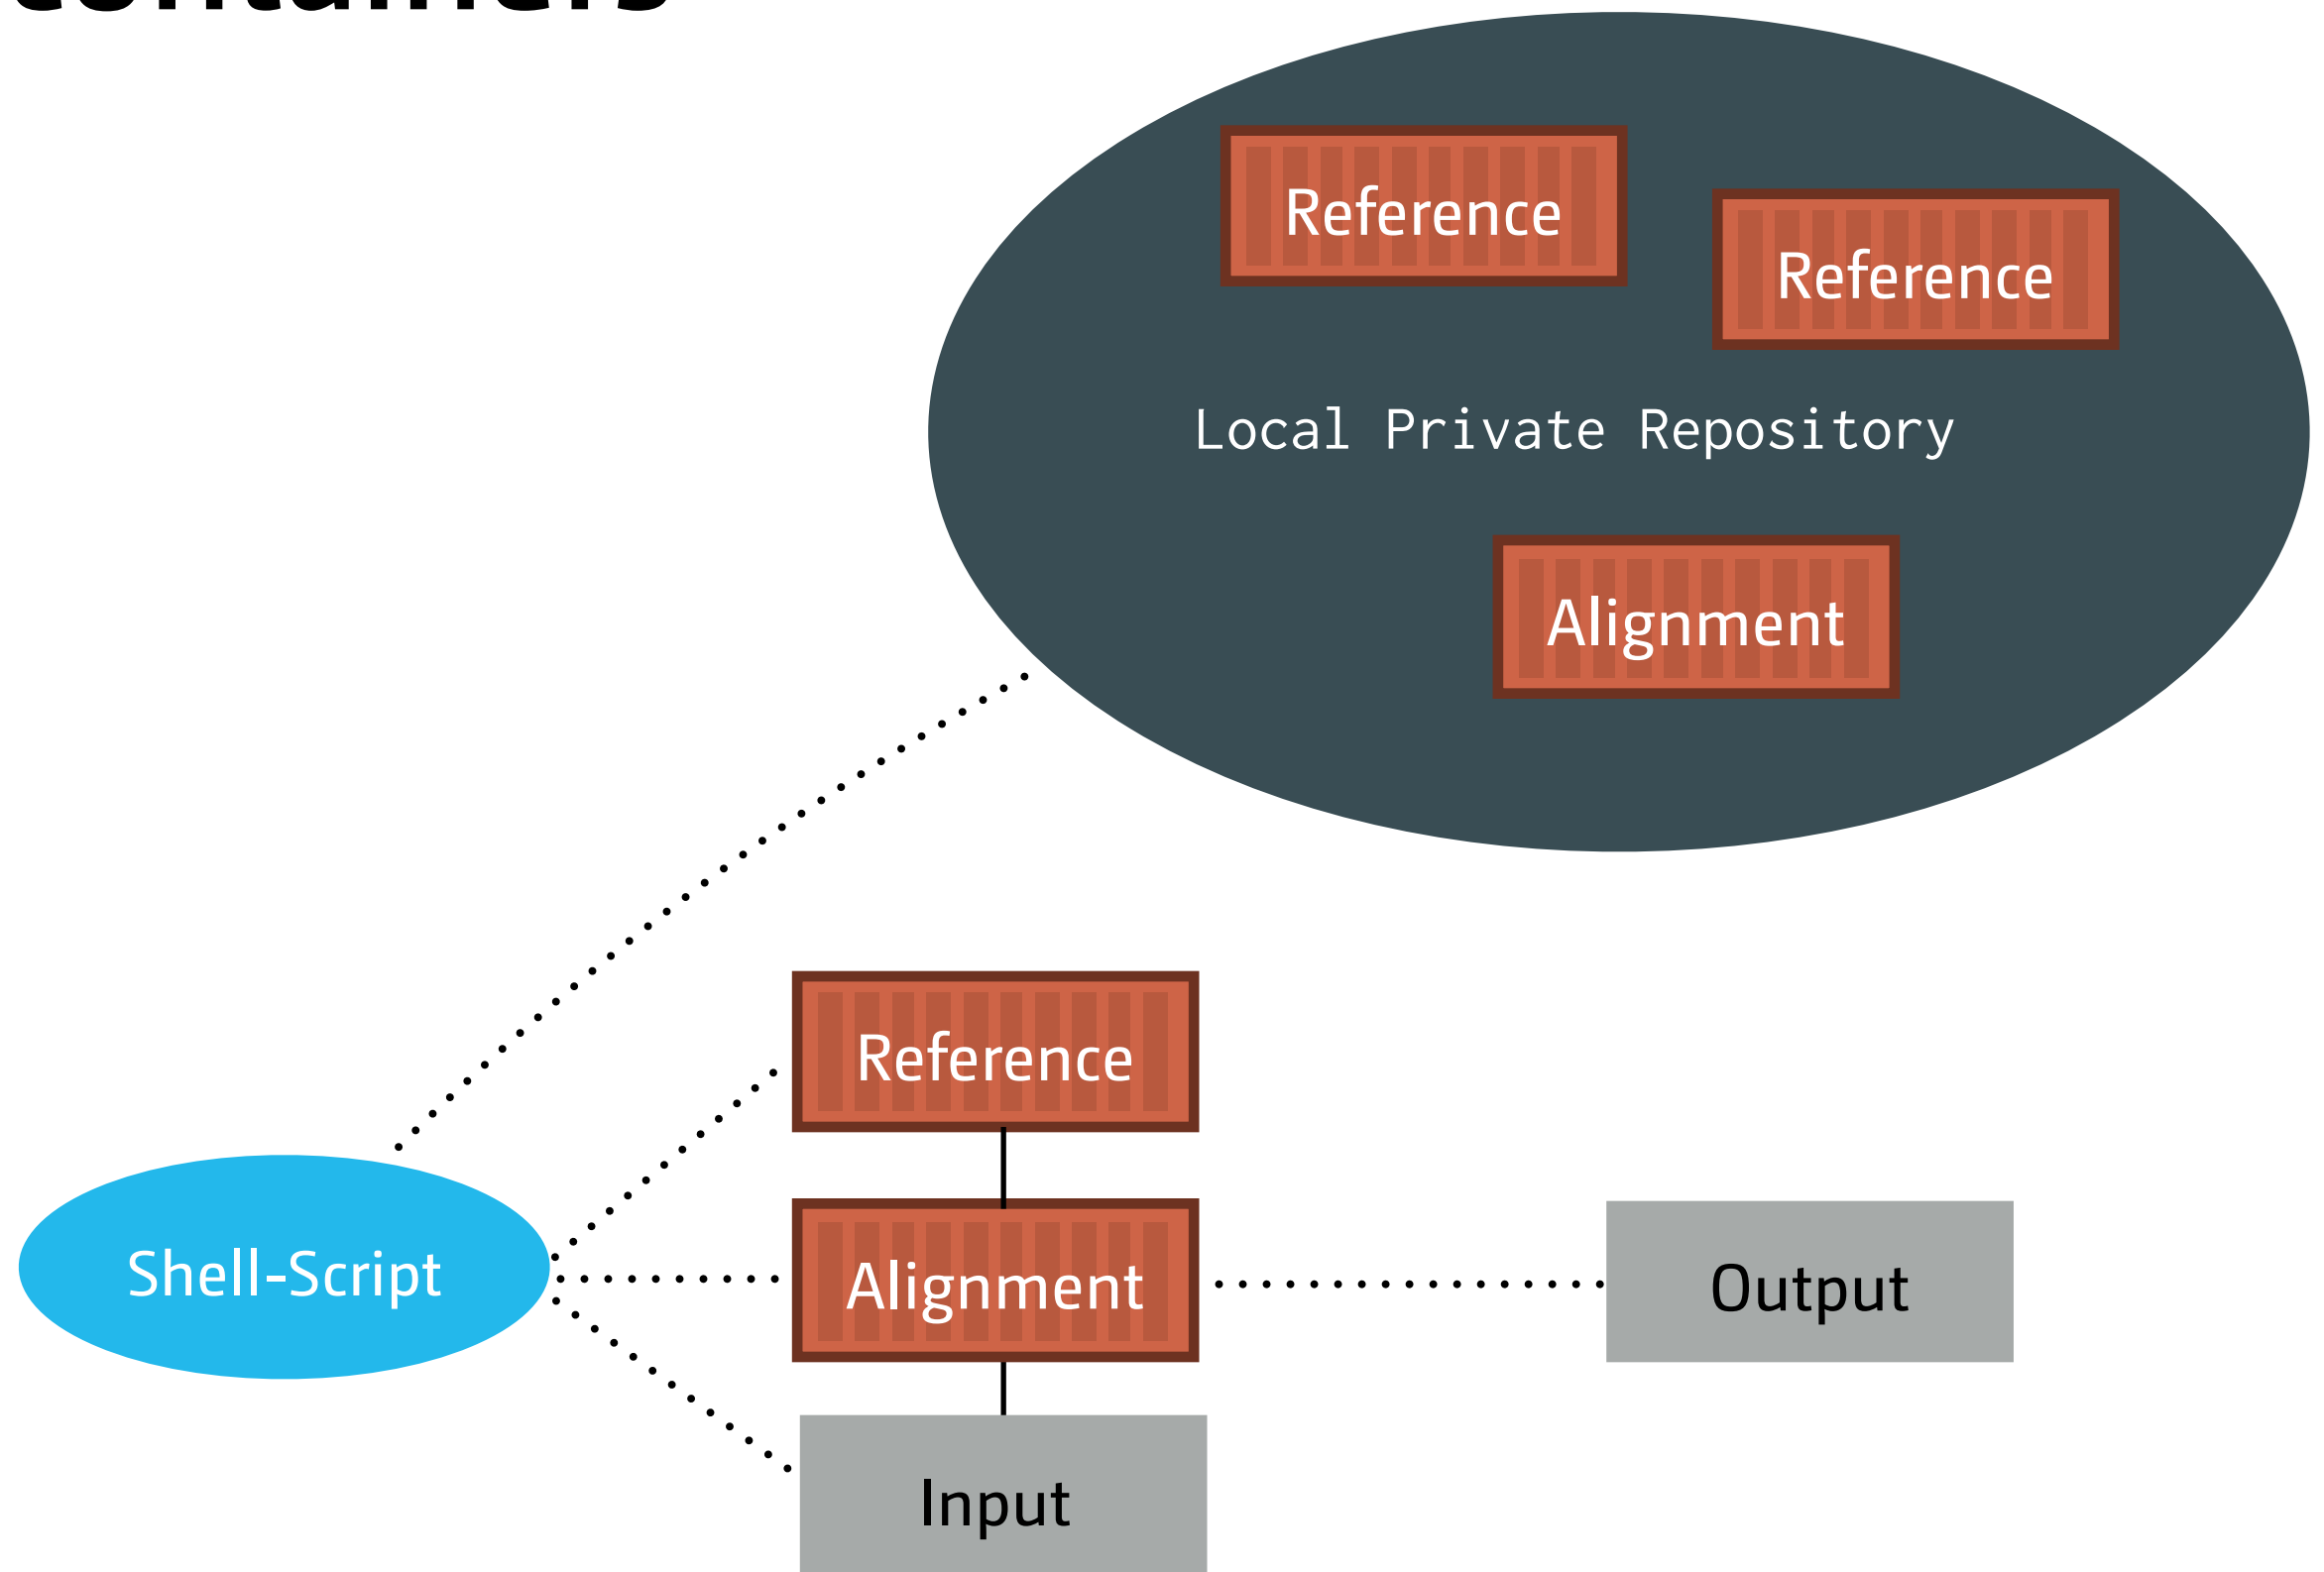 Reference
Reference
Local Private Repository
Alignment
Reference
Shell-Script
Alignment
Output
Input